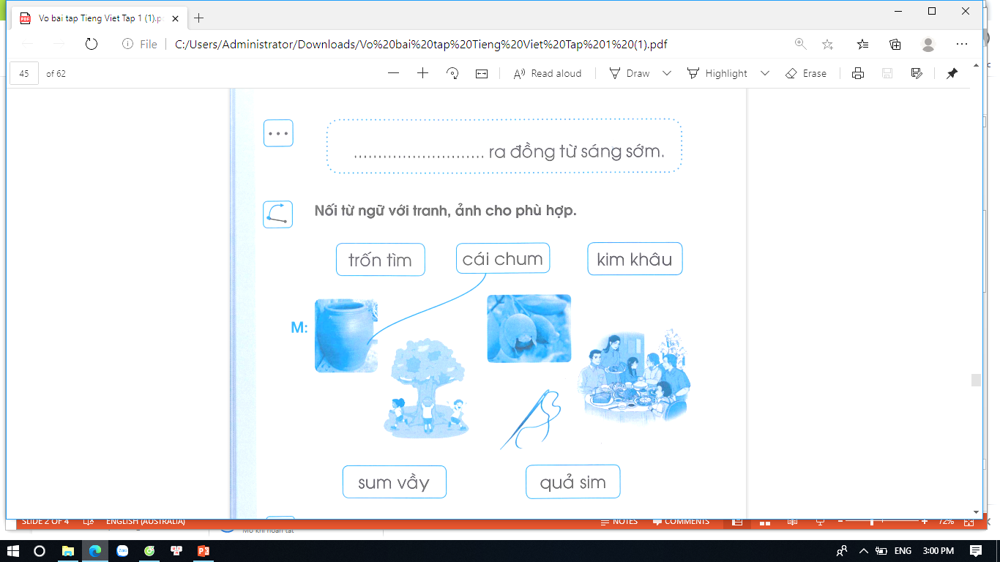 Vo bai tap Tieng Viet Tap 1 (1).p
File
C:/Users/Administrator/Downloads/Vo%20bai%20tap%20Tieng%20Viet%20Tap%201%20(1).pdf
45 of 62
Read aloud
Draw
Highlight
Erase
........................... ra đồng từ sáng sớm.
Nối từ ngữ với tranh, ảnh cho phù hợp.
trốn tìm
cái chum
kim khâu
M:
sum vầy
quả sim
SLIDE 2 OF 4
ENGLISH (AUSTRALIA)
NOTES
COMMENTS
72%
Zalo
ENG
3:00 PM